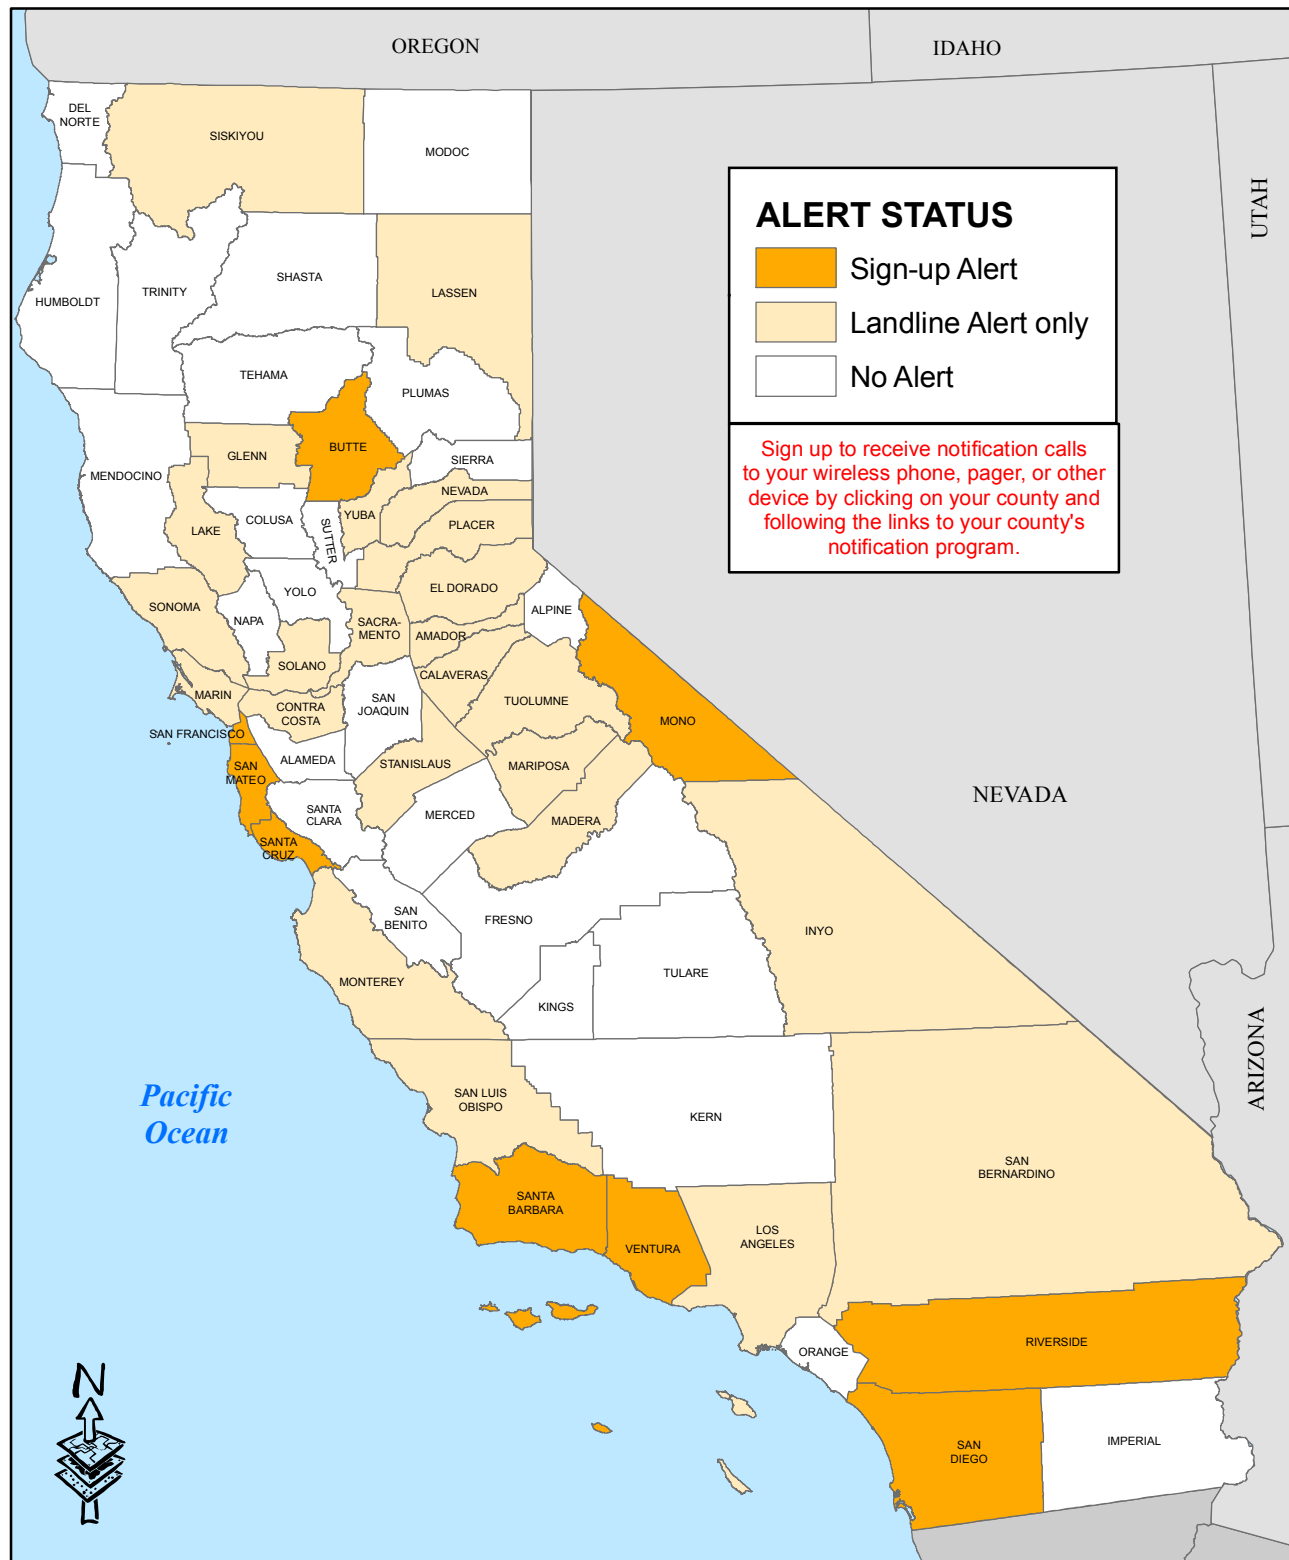 OREGON
IDAHO
DEL
NORTE
SISKIYOU
MODOC
UTAH
ALERT STATUS
Sign-up Alert
Landline Alert only
No Alert
Sign up to receive notification calls
to your wireless phone, pager, or other
device by clicking on your county and
following the links to your county's
notification program.
HUMBOLDT
TRINITY
SHASTA
LASSEN
TEHAMA
PLUMAS
MENDOCINO
GLENN
BUTTE
SIERRA
NEVADA
YUBA
PLACER
COLUSA
SUTTER
LAKE
EL DORADO
YOLO
SONOMA
NAPA
SACRA-
MENTO
AMADOR
ALPINE
SOLANO
CALAVERAS
MARIN
CONTRA
COSTA
SAN
JOAQUIN
TUOLUMNE
MONO
SAN FRANCISCO
SAN
MATEO
ALAMEDA
STANISLAUS
MARIPOSA
NEVADA
SANTA
CLARA
MERCED
MADERA
SANTA
CRUZ
SAN
BENITO
FRESNO
INYO
MONTEREY
KINGS
TULARE
ARIZONA
Pacific
Ocean
SAN LUIS
OBISPO
KERN
SAN
BERNARDINO
SANTA
BARBARA
VENTURA
LOS
ANGELES
ORANGE
RIVERSIDE
SAN
DIEGO
IMPERIAL
N